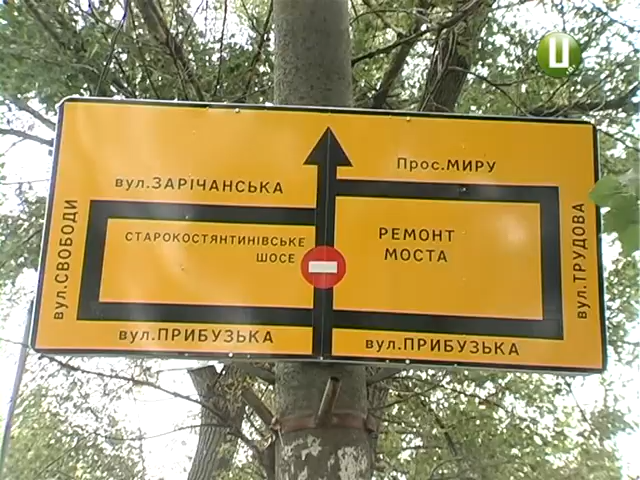 Ц
Прос.МИРУ
вул.ЗАРІЧАНСЬКА
вул.СВОБОДИ
СТАРОКОСТЯНТИНІВСЬКЕ
ШОСЕ
РЕМОНТ
МОСТА
вул.ТРУДОВА
вул.ПРИБУЗЬКА
вул.ПРИБУЗЬКА